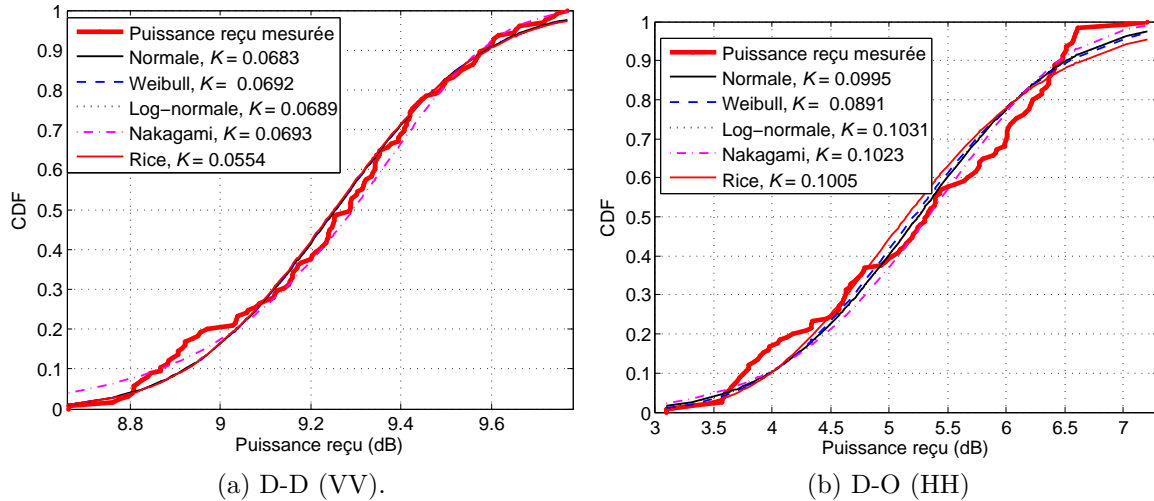 1
0.9
0.8
0.7
0.6
0.5
0.4
0.3
0.2
0.1
0
CDF
Puissance reçu mesurée
Normale, K = 0.0683
Weibull, K = 0.0692
Log−normale, K = 0.0689
Nakagami, K = 0.0693
Rice, K = 0.0554
8.8 9 9.2 9.4 9.6
Puissance reçu (dB)
(a) D-D (VV).
1
0.9
0.8
0.7
0.6
0.5
0.4
0.3
0.2
0.1
0
CDF
Puissance reçu mesurée
Normale, K = 0.0995
Weibull, K = 0.0891
Log−normale, K = 0.1031
Nakagami, K = 0.1023
Rice, K = 0.1005
3 3.5 4 4.5 5 5.5 6 6.5 7
Puissance reçu (dB)
(b) D-O (HH)